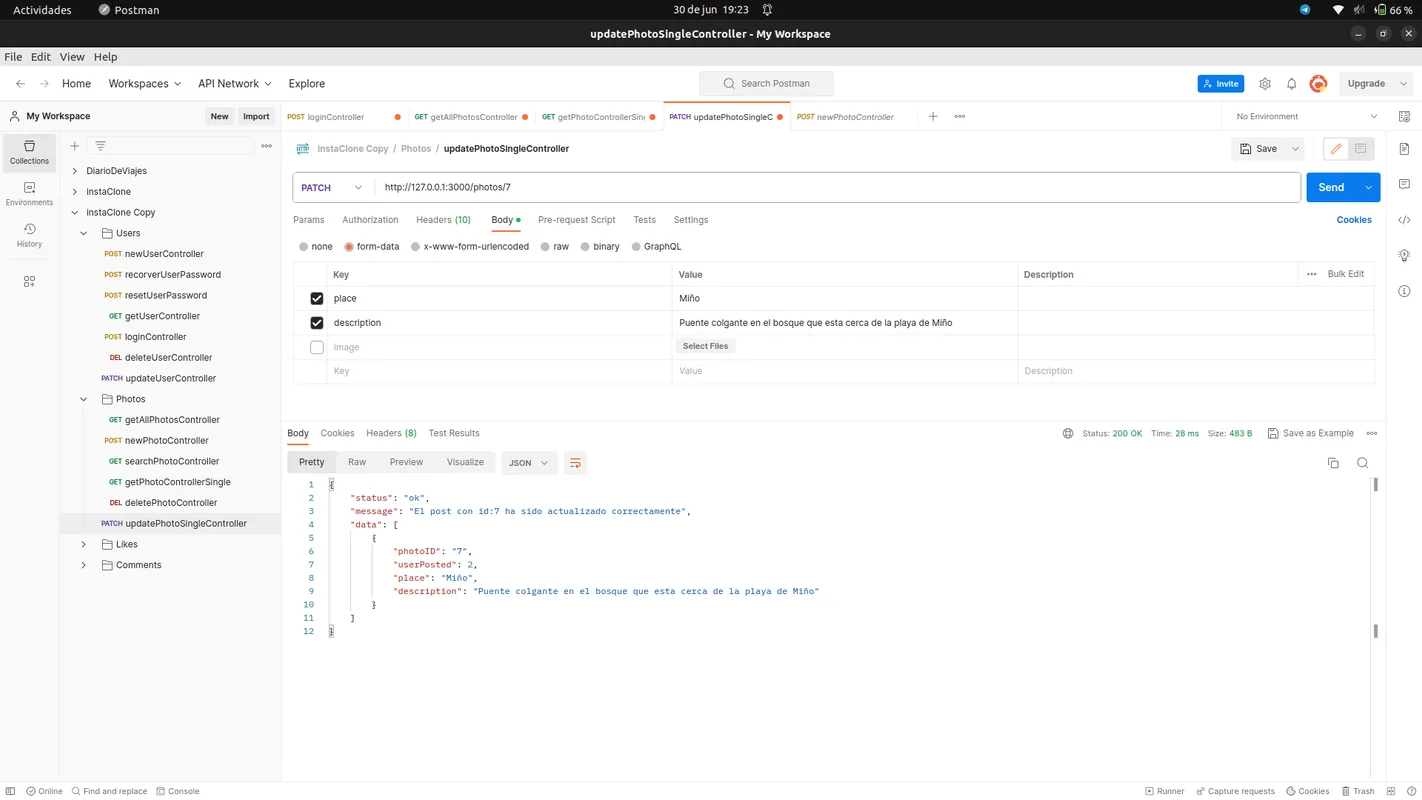 Actividades Postman 30 de jun 19:23 66 %
updatePhotoSingleController - My Workspace
File Edit View Help
Home Workspaces API Network Explore Search Postman Invite Upgrade
My Workspace New Import
POST loginController GET getAllPhotosController GET getPhotoControllerSin PATCH updatePhotoSingleC POST newPhotoController No Environment
Collections
Environments
History
DiarioDeViajes
instaClone
instaClone Copy
Users
POST newUserController
POST recorverUserPassword
POST resetUserPassword
GET getUserController
POST loginController
DEL deleteUserController
PATCH updateUserController
Photos
GET getAllPhotosController
POST newPhotoController
GET searchPhotoController
GET getPhotoControllerSingle
DEL deletePhotoController
PATCH updatePhotoSingleController
Likes
Comments
HTTP instaClone Copy / Photos / updatePhotoSingleController Save
PATCH http://127.0.0.1:3000/photos/7 Send
Params Authorization Headers (10) Body Pre-request Script Tests Settings Cookies
none form-data x-www-form-urlencoded raw binary GraphQL
Key Value Description Bulk Edit
place Miño
description Puente colgante en el bosque que esta cerca de la playa de Miño
image Select Files
Key Value Description
Body Cookies Headers (8) Test Results Status: 200 OK Time: 28 ms Size: 483 B Save as Example
Pretty Raw Preview Visualize JSON
1 {
2 "status": "ok",
3 "message": "El post con id:7 ha sido actualizado correctamente",
4 "data": [
5 {
6 "photoID": "7",
7 "userPosted": 2,
8 "place": "Miño",
9 "description": "Puente colgante en el bosque que esta cerca de la playa de Miño"
10 }
11 ]
12 }
Online Find and replace Console Runner Capture requests Cookies Trash